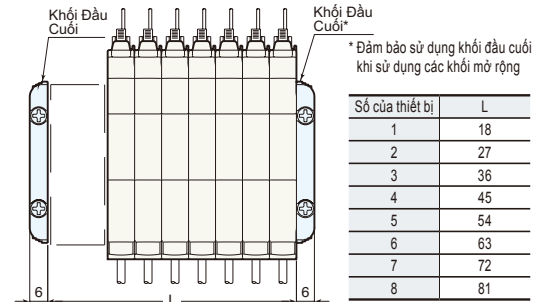 Khối Đầu
Cuối
Khối Đầu
Cuối*
* Đảm bảo sử dụng khối đầu cuối
khi sử dụng các khối mở rộng
Số của thiết bị L
1 18
2 27
3 36
4 45
5 54
6 63
7 72
8 81
6 L 6